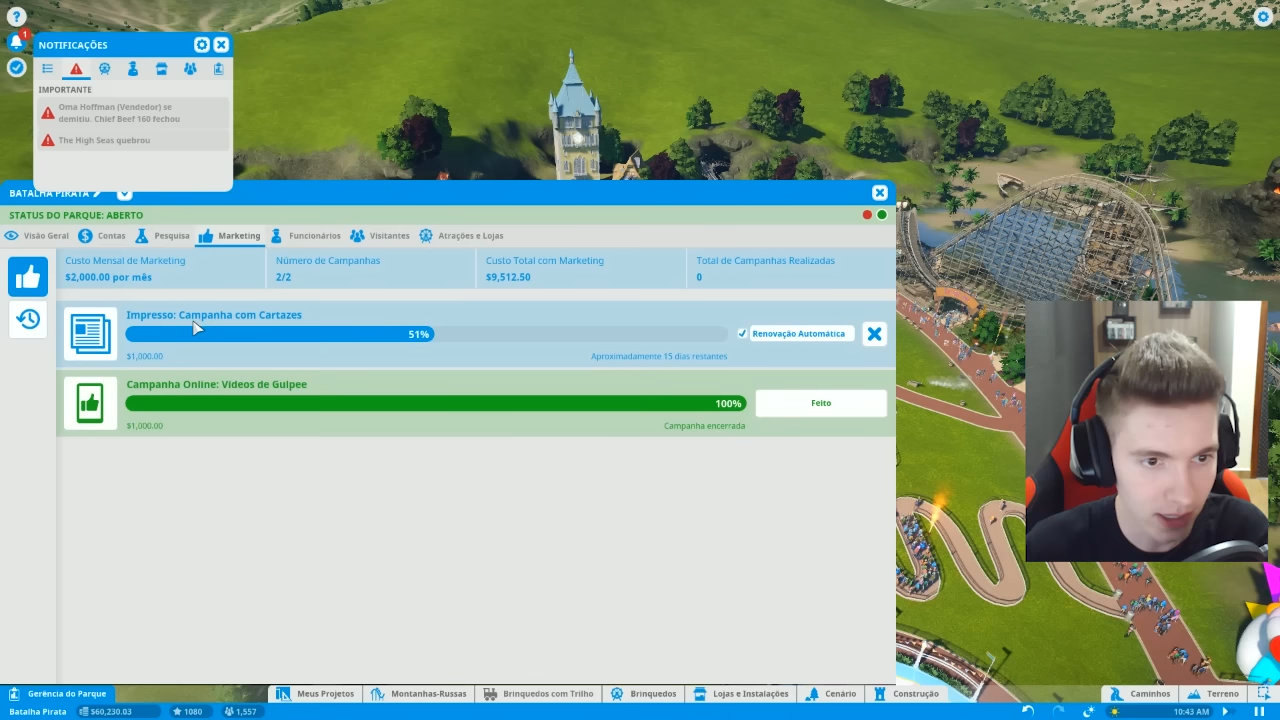 ?
1
NOTIFICAÇÕES
IMPORTANTE
Oma Hoffman (Vendedor) se
demitiu. Chief Beef 160 fechou
The High Seas quebrou
BATALHA PIRATA
STATUS DO PARQUE: ABERTO
Visão Geral Contas Pesquisa Marketing Funcionários Visitantes Atrações e Lojas
Custo Mensal de Marketing Número de Campanhas Custo Total com Marketing Total de Campanhas Realizadas
$2,000.00 por mês 2/2 $9,512.50 0
Impresso: Campanha com Cartazes
51% Renovação Automática
$1,000.00 Aproximadamente 15 dias restantes
Campanha Online: Vídeos de Gulpee
100% Feito
$1,000.00 Campanha encerrada
Gerência do Parque Meus Projetos Montanhas-Russas Brinquedos com Trilho Brinquedos Lojas e Instalações Cenário Construção Caminhos Terreno
Batalha Pirata $60,230.03 1080 1,557 10:43 AM